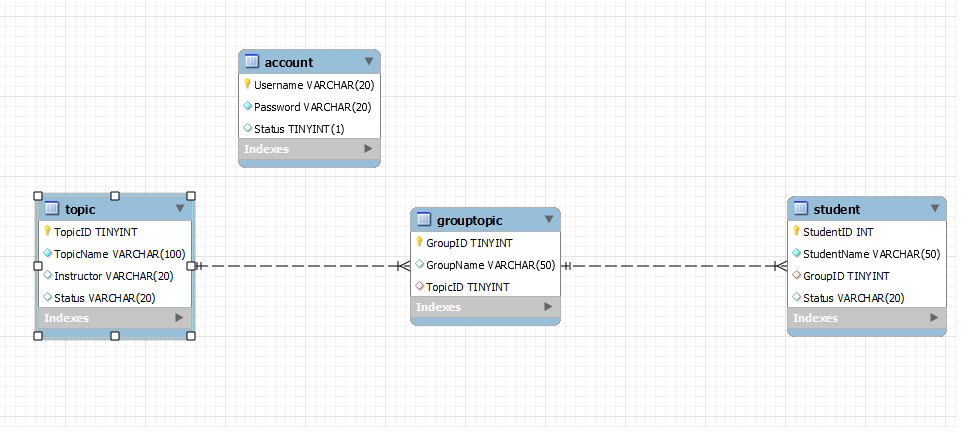 account
Username VARCHAR(20)
Password VARCHAR(20)
Status TINYINT(1)
Indexes
topic
TopicID TINYINT
TopicName VARCHAR(100)
Instructor VARCHAR(20)
Status VARCHAR(20)
Indexes
grouptopic
GroupID TINYINT
GroupName VARCHAR(50)
TopicID TINYINT
Indexes
student
StudentID INT
StudentName VARCHAR(50)
GroupID TINYINT
Status VARCHAR(20)
Indexes